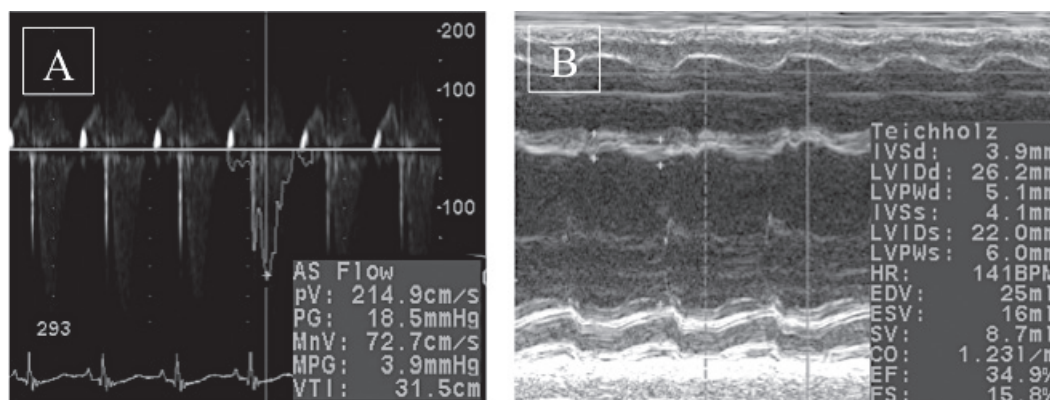 A
-200
-100
-100
293
AS Flow
pV: 214.9cm/s
PG: 18.5mmHg
MnV: 72.7cm/s
MPG: 3.9mmHg
VTI: 31.5cm
B
Teichholz
IVSd: 3.9mm
LVIDd: 26.2mm
LVPWd: 5.1mm
IVSs: 4.1mm
LVIDs: 22.0mm
LVPWs: 6.0mm
HR: 141BPM
EDV: 25ml
ESV: 16ml
SV: 8.7ml
CO: 1.23l/m
EF: 34.9%
FS: 15.8%